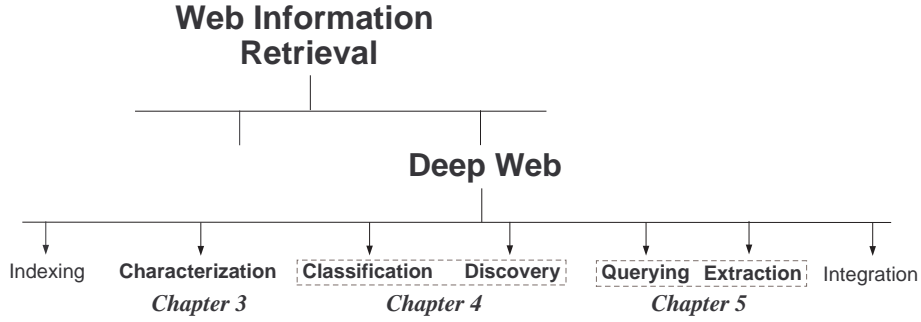 Web Information
Retrieval
Deep Web
Indexing Characterization Classification Discovery Querying Extraction Integration
Chapter 3 Chapter 4 Chapter 5